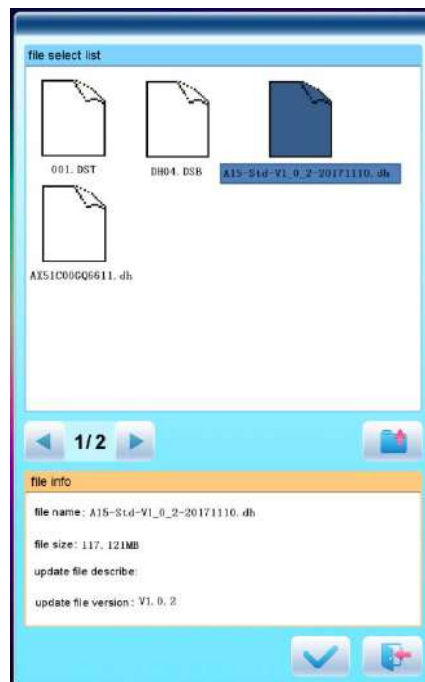 file select list
001. DST
DH04. DSB
A15-Std-V1_0_2-20171110. dh
AX51C00GQ6611. dh
1/2
file info
file name: A15-Std-V1_0_2-20171110. dh
file size: 117. 121MB
update file describe:
update file version: V1. 0. 2